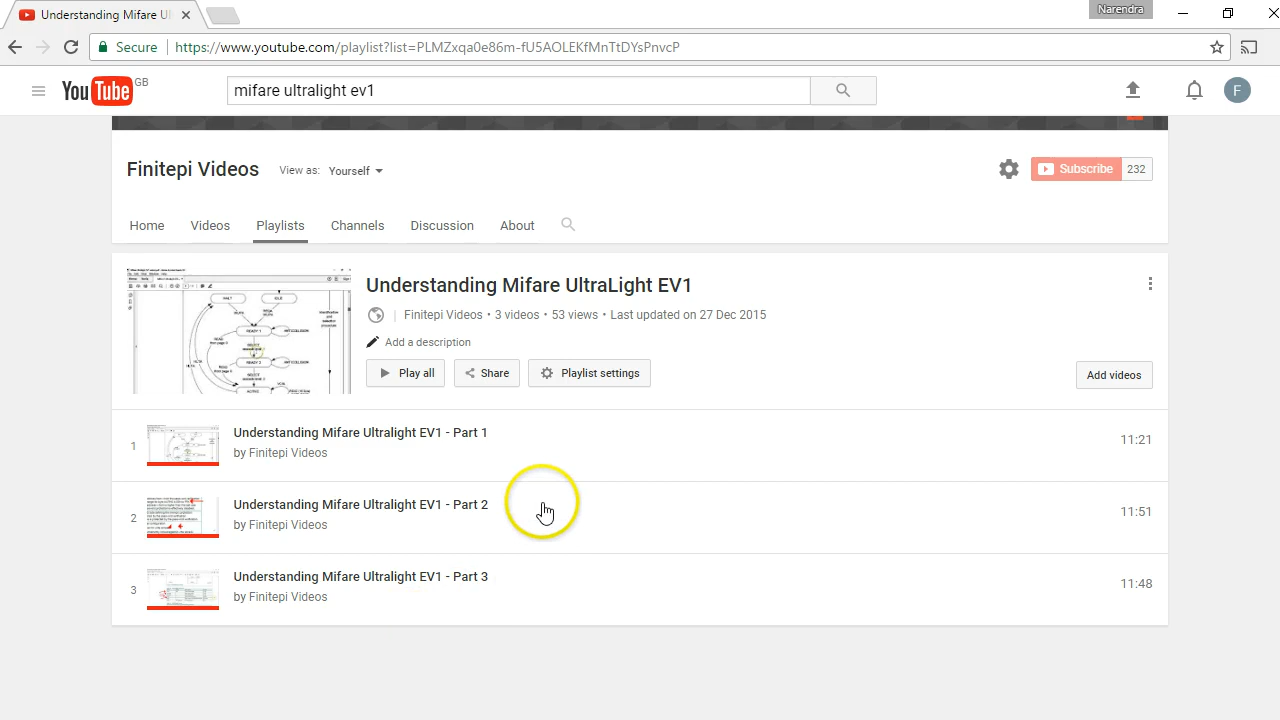 Understanding Mifare Ul
Narendra
Secure
https://www.youtube.com/playlist?list=PLMZxqa0e86m-fU5AOLEKfMnTtDYsPnvcP
YouTube GB
mifare ultralight ev1
F
Finitepi Videos
View as: Yourself
Subscribe 232
Home Videos Playlists Channels Discussion About
Understanding Mifare UltraLight EV1
Finitepi Videos • 3 videos • 53 views • Last updated on 27 Dec 2015
Add a description
Play all
Share
Playlist settings
Add videos
1
Understanding Mifare Ultralight EV1 - Part 1
by Finitepi Videos
11:21
2
Understanding Mifare Ultralight EV1 - Part 2
by Finitepi Videos
11:51
3
Understanding Mifare Ultralight EV1 - Part 3
by Finitepi Videos
11:48